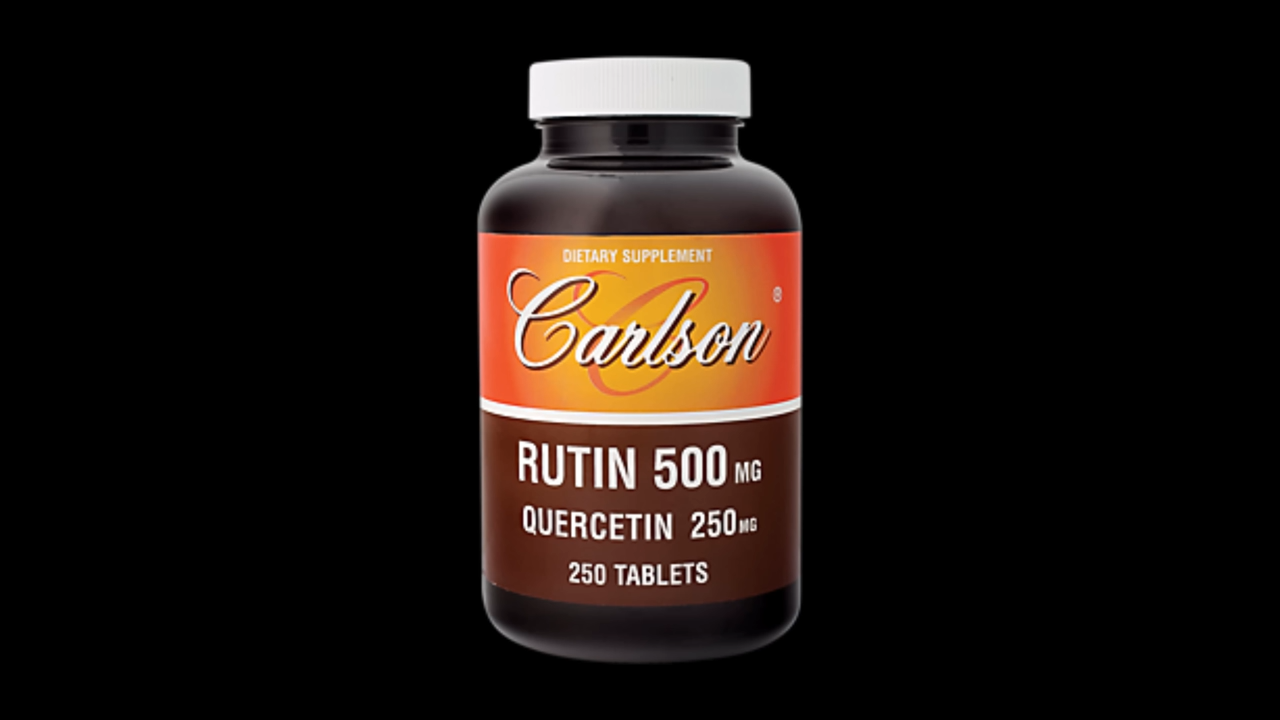 DIETARY SUPPLEMENT
Carlson®
RUTIN 500 MG
QUERCETIN 250 MG
250 TABLETS